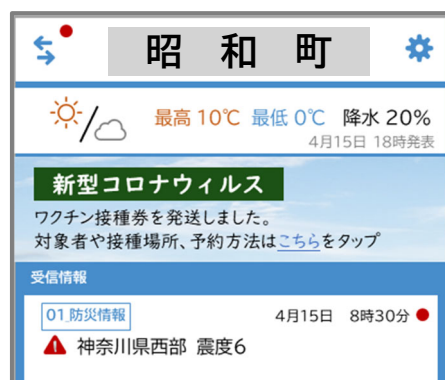 昭和町
最高 10℃ 最低 0℃ 降水 20%
4月15日 18時発表
新型コロナウィルス
ワクチン接種券を発送しました。
対象者や接種場所、予約方法はこちらをタップ
受信情報
01_防災情報 4月15日 8時30分
神奈川県西部 震度6